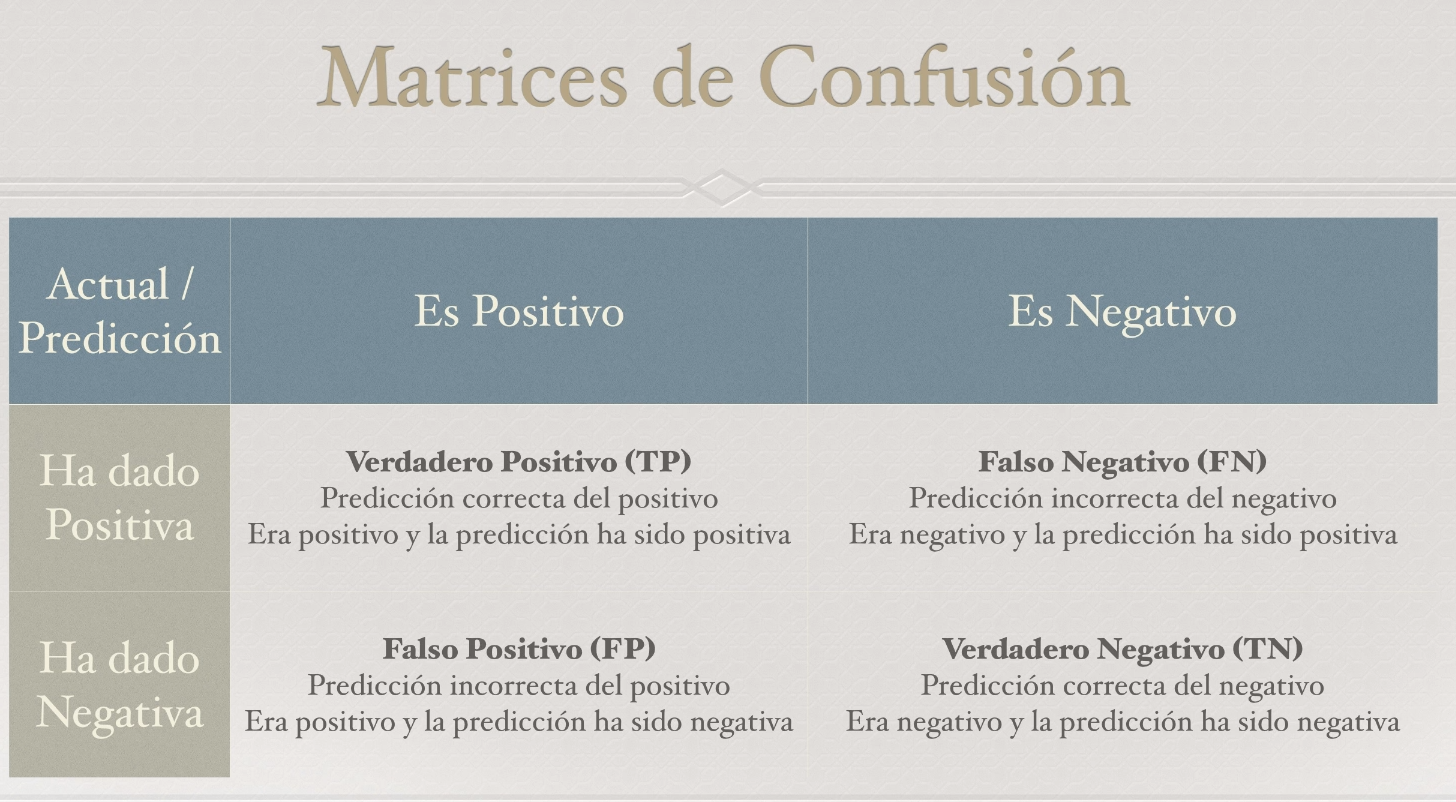 Matrices de Confusión
Actual /
Predicción
Es Positivo
Es Negativo
Ha dado
Positiva
Verdadero Positivo (TP)
Predicción correcta del positivo
Era positivo y la predicción ha sido positiva
Falso Negativo (FN)
Predicción incorrecta del negativo
Era negativo y la predicción ha sido positiva
Ha dado
Negativa
Falso Positivo (FP)
Predicción incorrecta del positivo
Era positivo y la predicción ha sido negativa
Verdadero Negativo (TN)
Predicción correcta del negativo
Era negativo y la predicción ha sido negativa